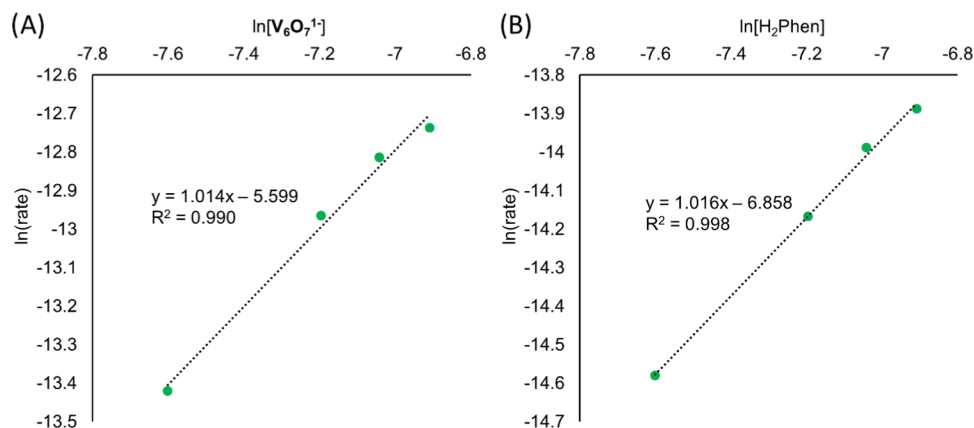 (A)
ln[V₆O₇¹⁻]
-7.8 -7.6 -7.4 -7.2 -7 -6.8
-12.6
-12.7
-12.8
-12.9
-13
-13.1
-13.2
-13.3
-13.4
-13.5
ln(rate)
y = 1.014x – 5.599
R² = 0.990
(B)
ln[H₂Phen]
-7.8 -7.6 -7.4 -7.2 -7 -6.8
-13.8
-13.9
-14
-14.1
-14.2
-14.3
-14.4
-14.5
-14.6
-14.7
ln(rate)
y = 1.016x – 6.858
R² = 0.998